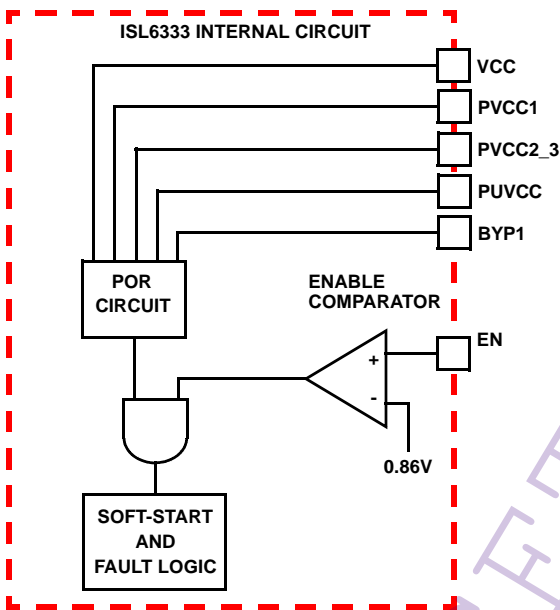 ISL6333 INTERNAL CIRCUIT
VCC
PVCC1
PVCC2_3
PUVCC
BYP1
POR
CIRCUIT
ENABLE
COMPARATOR
EN
+
-
0.86V
SOFT-START
AND
FAULT LOGIC